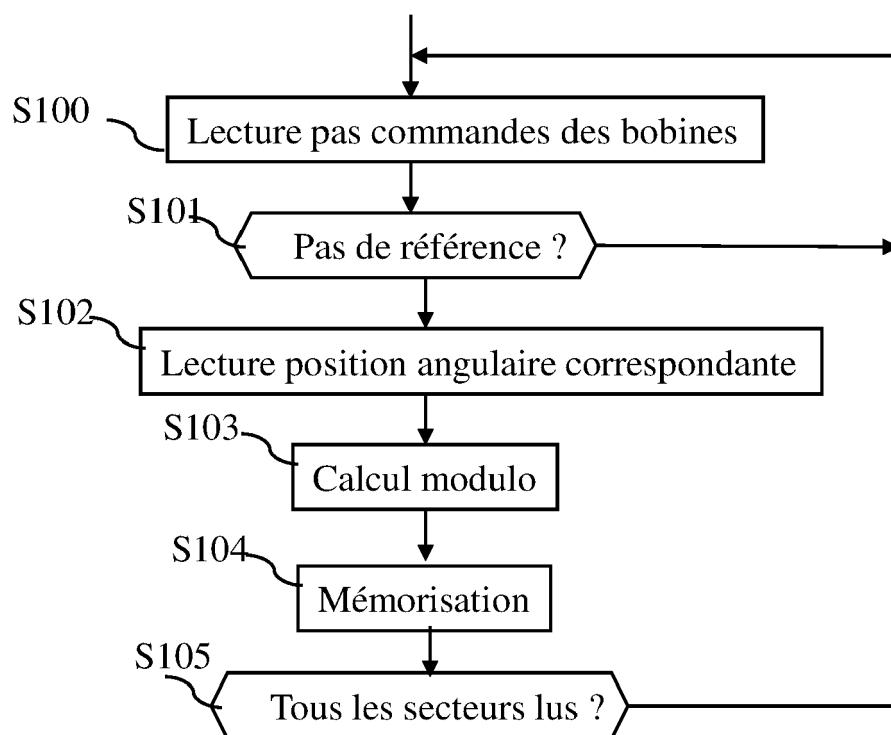 S100
Lecture pas commandes des bobines
S101
Pas de référence ?
S102
Lecture position angulaire correspondante
S103
Calcul modulo
S104
Mémorisation
S105
Tous les secteurs lus ?